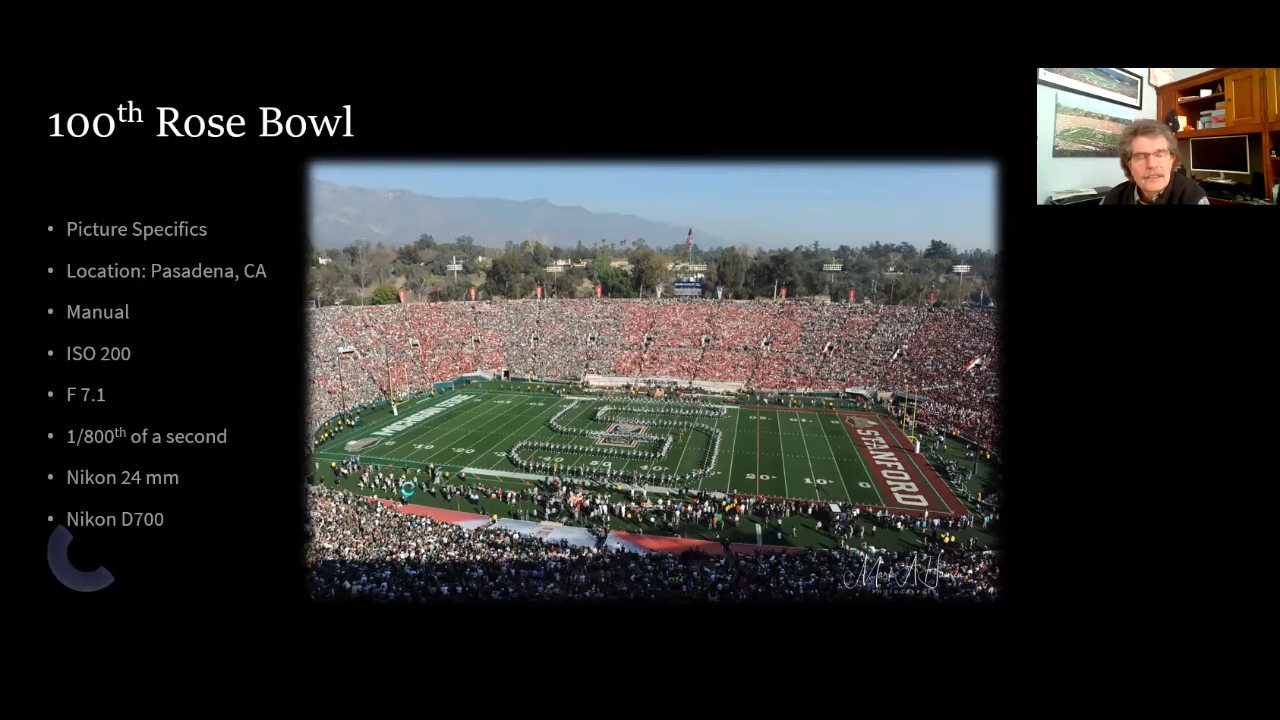 100th Rose Bowl
• Picture Specifics
• Location: Pasadena, CA
• Manual
• ISO 200
• F 7.1
• 1/800th of a second
• Nikon 24 mm
• Nikon D700
MICHIGAN STATE
STANFORD